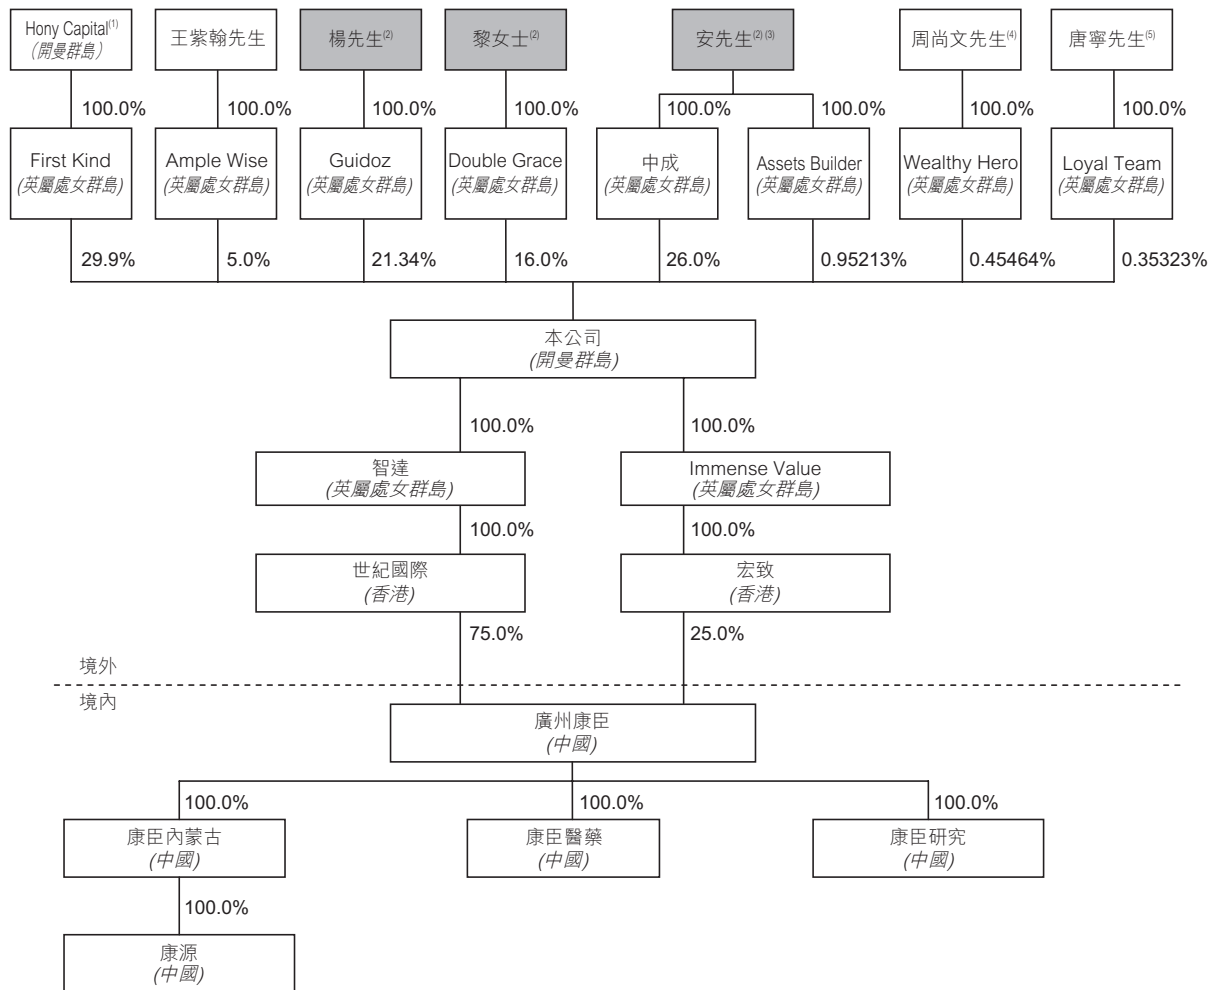 Hony Capital(1)
（開曼群島）
王紫翰先生
楊先生(2)
黎女士(2)
安先生(2) (3)
周尚文先生(4)
唐寧先生(5)
100.0%
100.0%
100.0%
100.0%
100.0%
100.0%
100.0%
100.0%
First Kind
(英屬處女群島)
Ample Wise
(英屬處女群島)
Guidoz
(英屬處女群島)
Double Grace
(英屬處女群島)
中成
(英屬處女群島)
Assets Builder
(英屬處女群島)
Wealthy Hero
(英屬處女群島)
Loyal Team
(英屬處女群島)
29.9%
5.0%
21.34%
16.0%
26.0%
0.95213%
0.45464%
0.35323%
本公司
(開曼群島)
100.0%
100.0%
智達
(英屬處女群島)
Immense Value
(英屬處女群島)
100.0%
100.0%
世紀國際
(香港)
宏致
(香港)
75.0%
25.0%
境外
境內
廣州康臣
(中國)
100.0%
100.0%
100.0%
康臣內蒙古
(中國)
康臣醫藥
(中國)
康臣研究
(中國)
100.0%
康源
(中國)